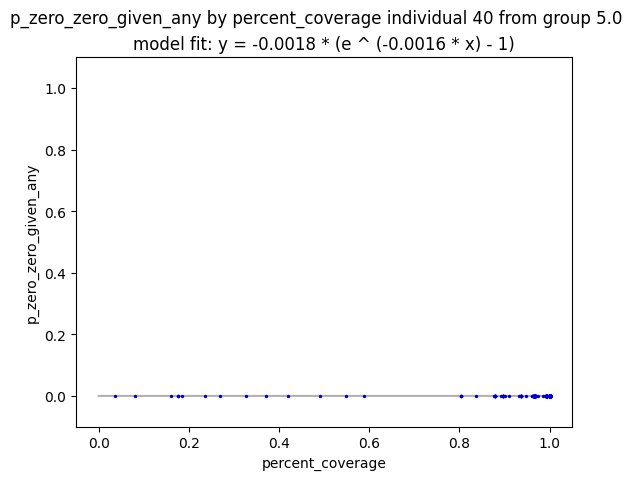 p_zero_zero_given_any by percent_coverage individual 40 from group 5.0
model fit: y = -0.0018 * (e ^ (-0.0016 * x) - 1)
1.0
0.8
0.6
0.4
0.2
0.0
p_zero_zero_given_any
0.0 0.2 0.4 0.6 0.8 1.0
percent_coverage